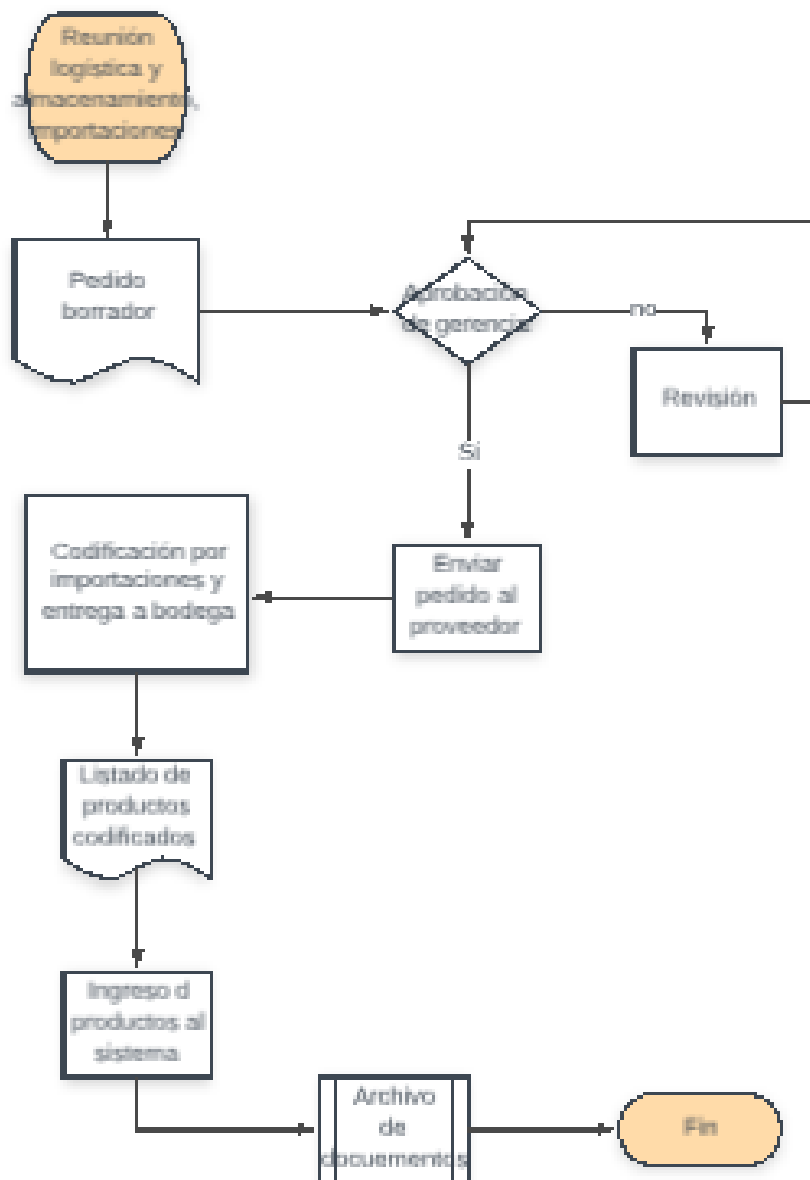 Reunión
logística y
almacenamiento,
importaciones
Pedido
borrador
Aprobación
de gerencia
no
Revisión
Si
Enviar
pedido al
proveedor
Codificación por
importaciones y
entrega a bodega
Listado de
productos
codificados
Ingreso d
productos al
sistema
Archivo
de
docuementos
Fin